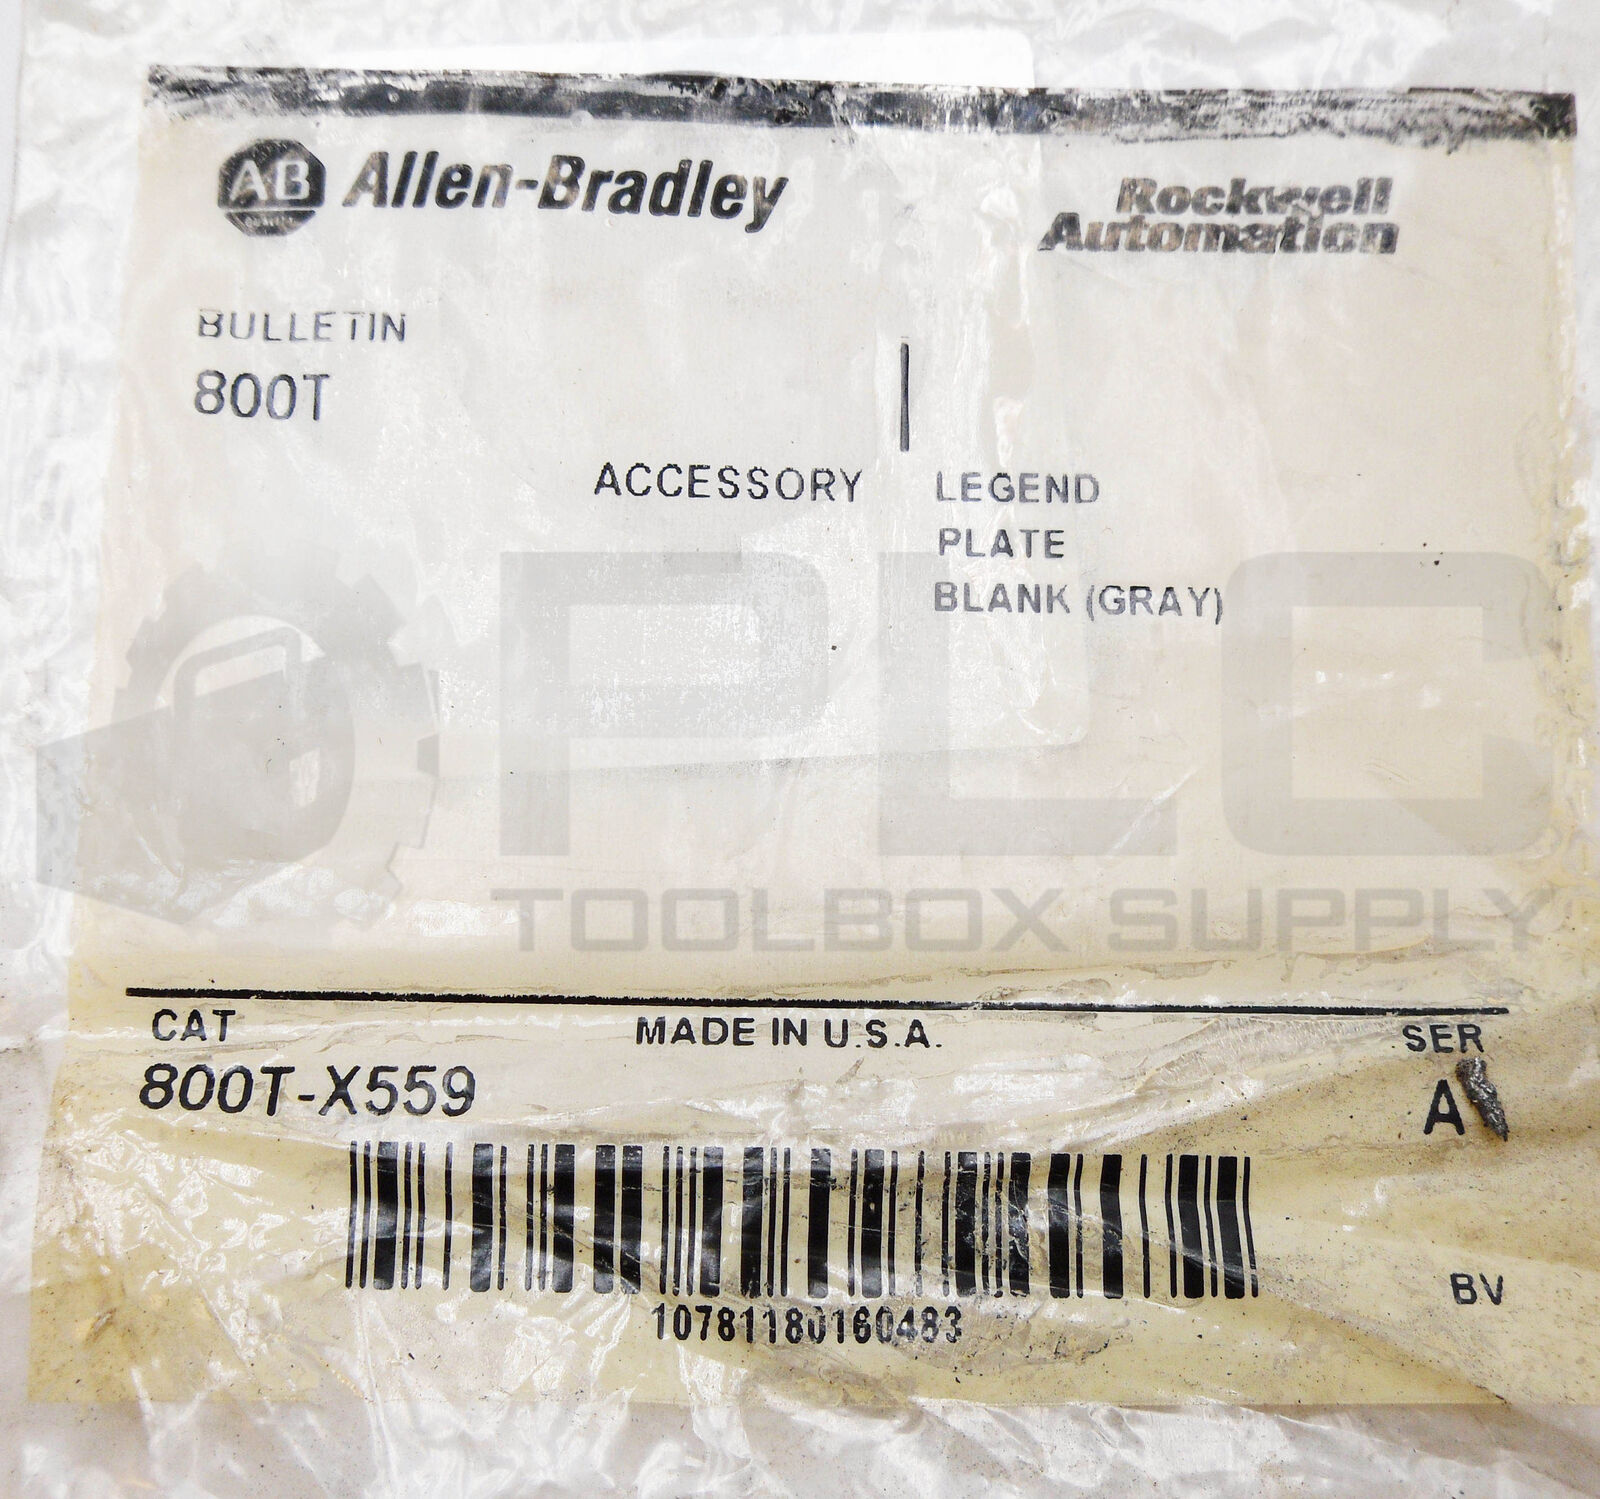 AB Allen-Bradley
Quality
Rockwell
Automation
BULLETIN
800T
ACCESSORY
LEGEND
PLATE
BLANK (GRAY)
PLC
TOOLBOX SUPPLY
CAT
MADE IN U.S.A.
SER
800T-X559
A
10781180160483
BV